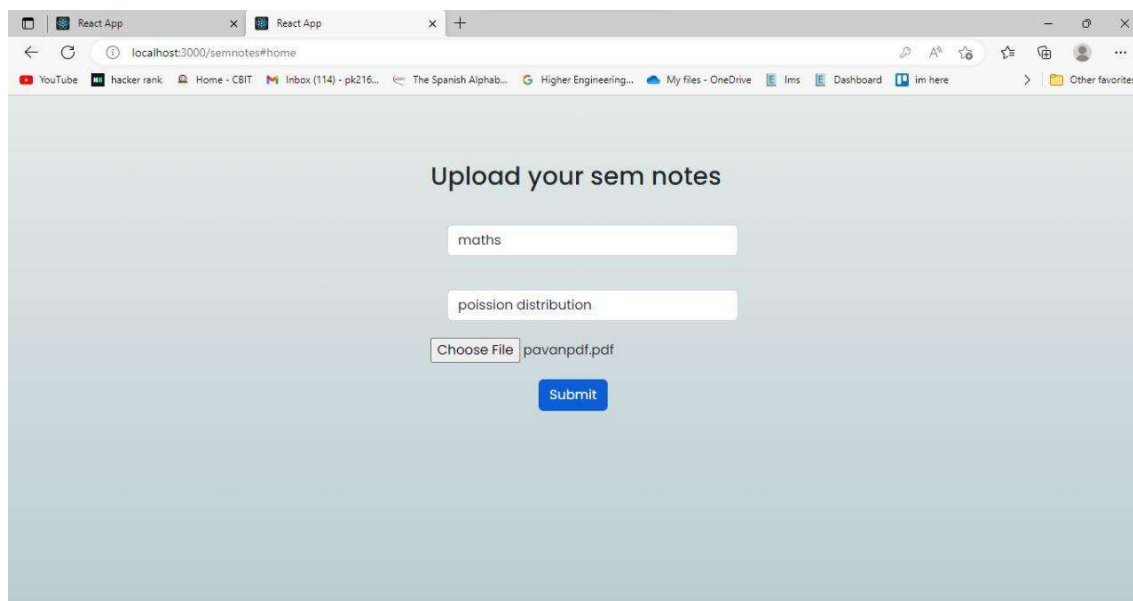 React App
React App
localhost:3000/semnotes#home
YouTube
hacker rank
Home - CBIT
Inbox (114) - pk216...
The Spanish Alphab...
Higher Engineering...
My files - OneDrive
lms
Dashboard
im here
Other favorites
Upload your sem notes
maths
poission distribution
Choose File pavanpdf.pdf
Submit